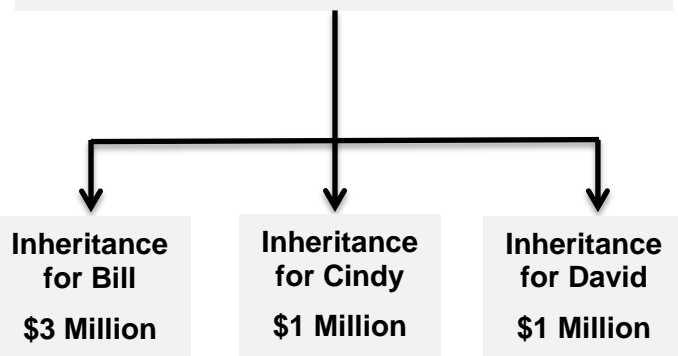 Inheritance
for Bill
$3 Million
Inheritance
for Cindy
$1 Million
Inheritance
for David
$1 Million